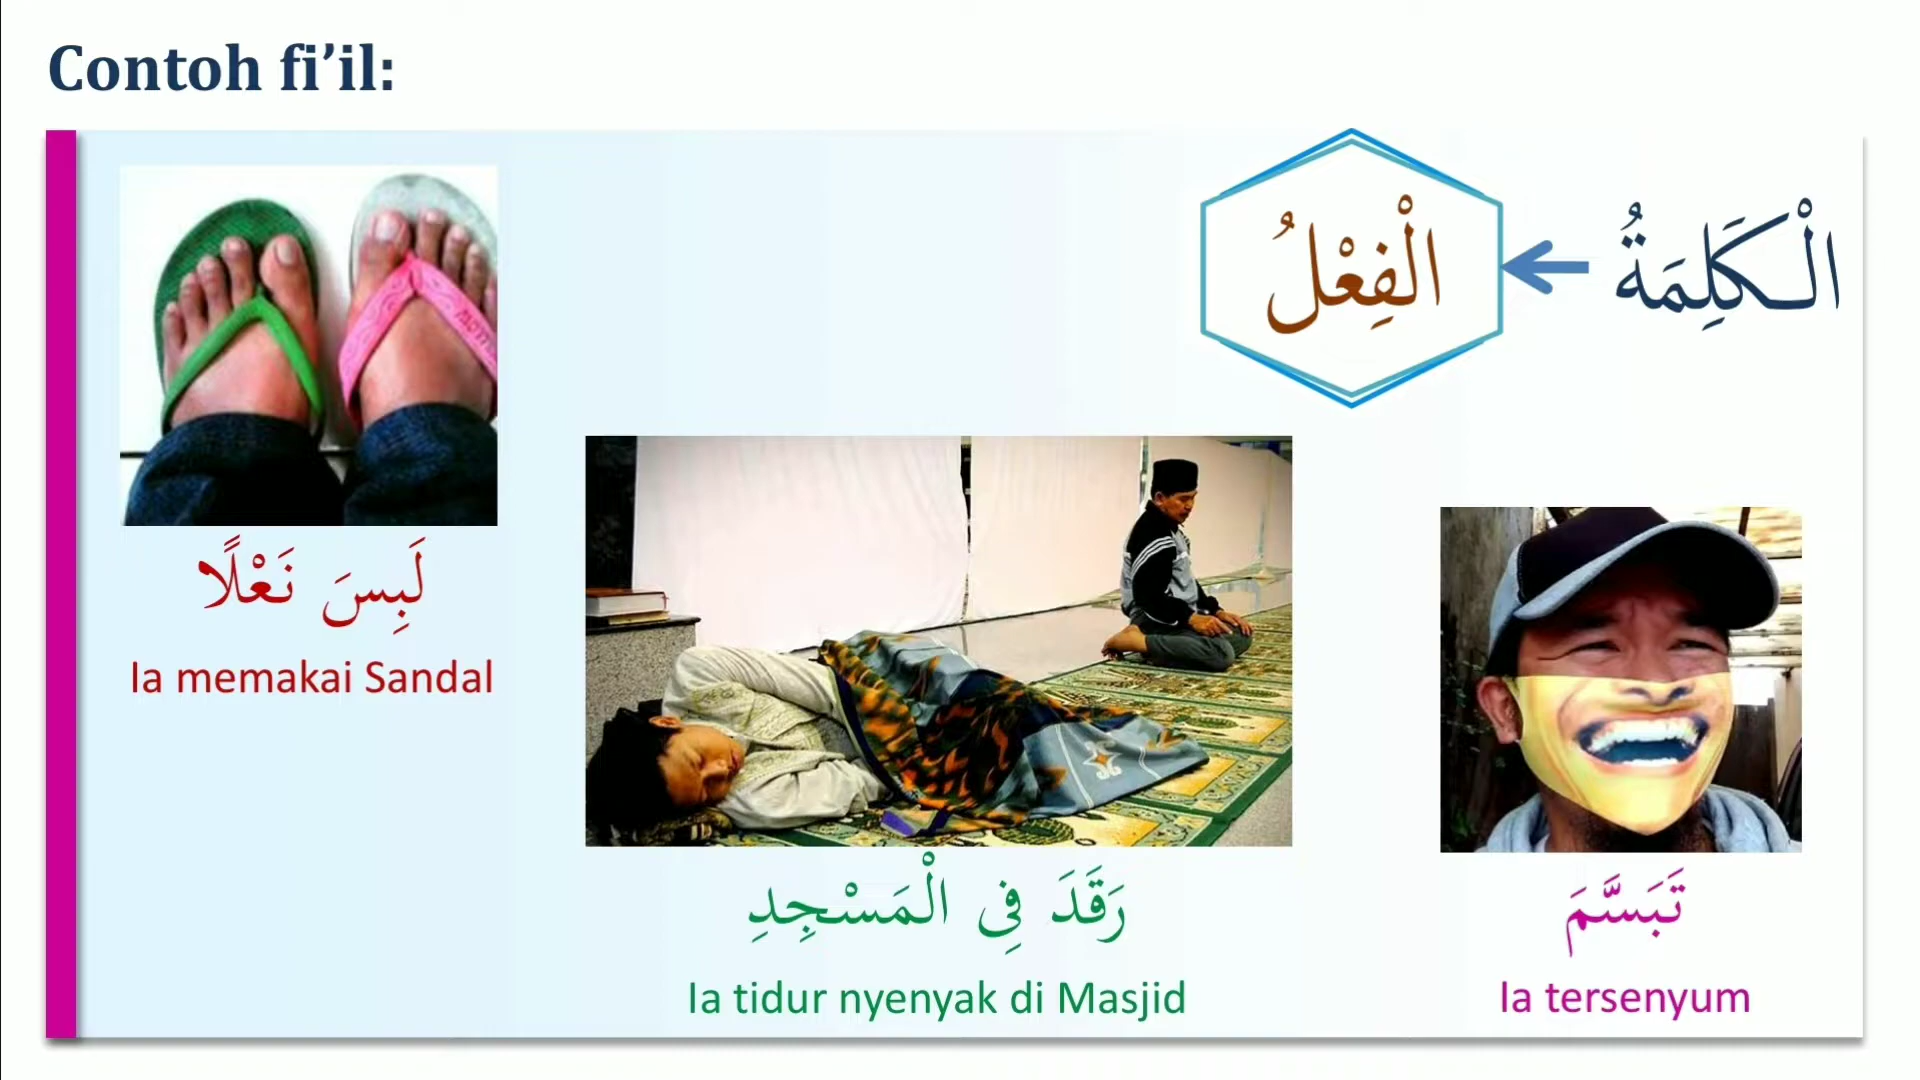 Contoh fi'il:
الْكَلِمَةُ
الْفِعْلُ
لَبِسَ نَعْلًا
Ia memakai Sandal
رَقَدَ فِى الْمَسْجِدِ
Ia tidur nyenyak di Masjid
تَبَسَّمَ
Ia tersenyum